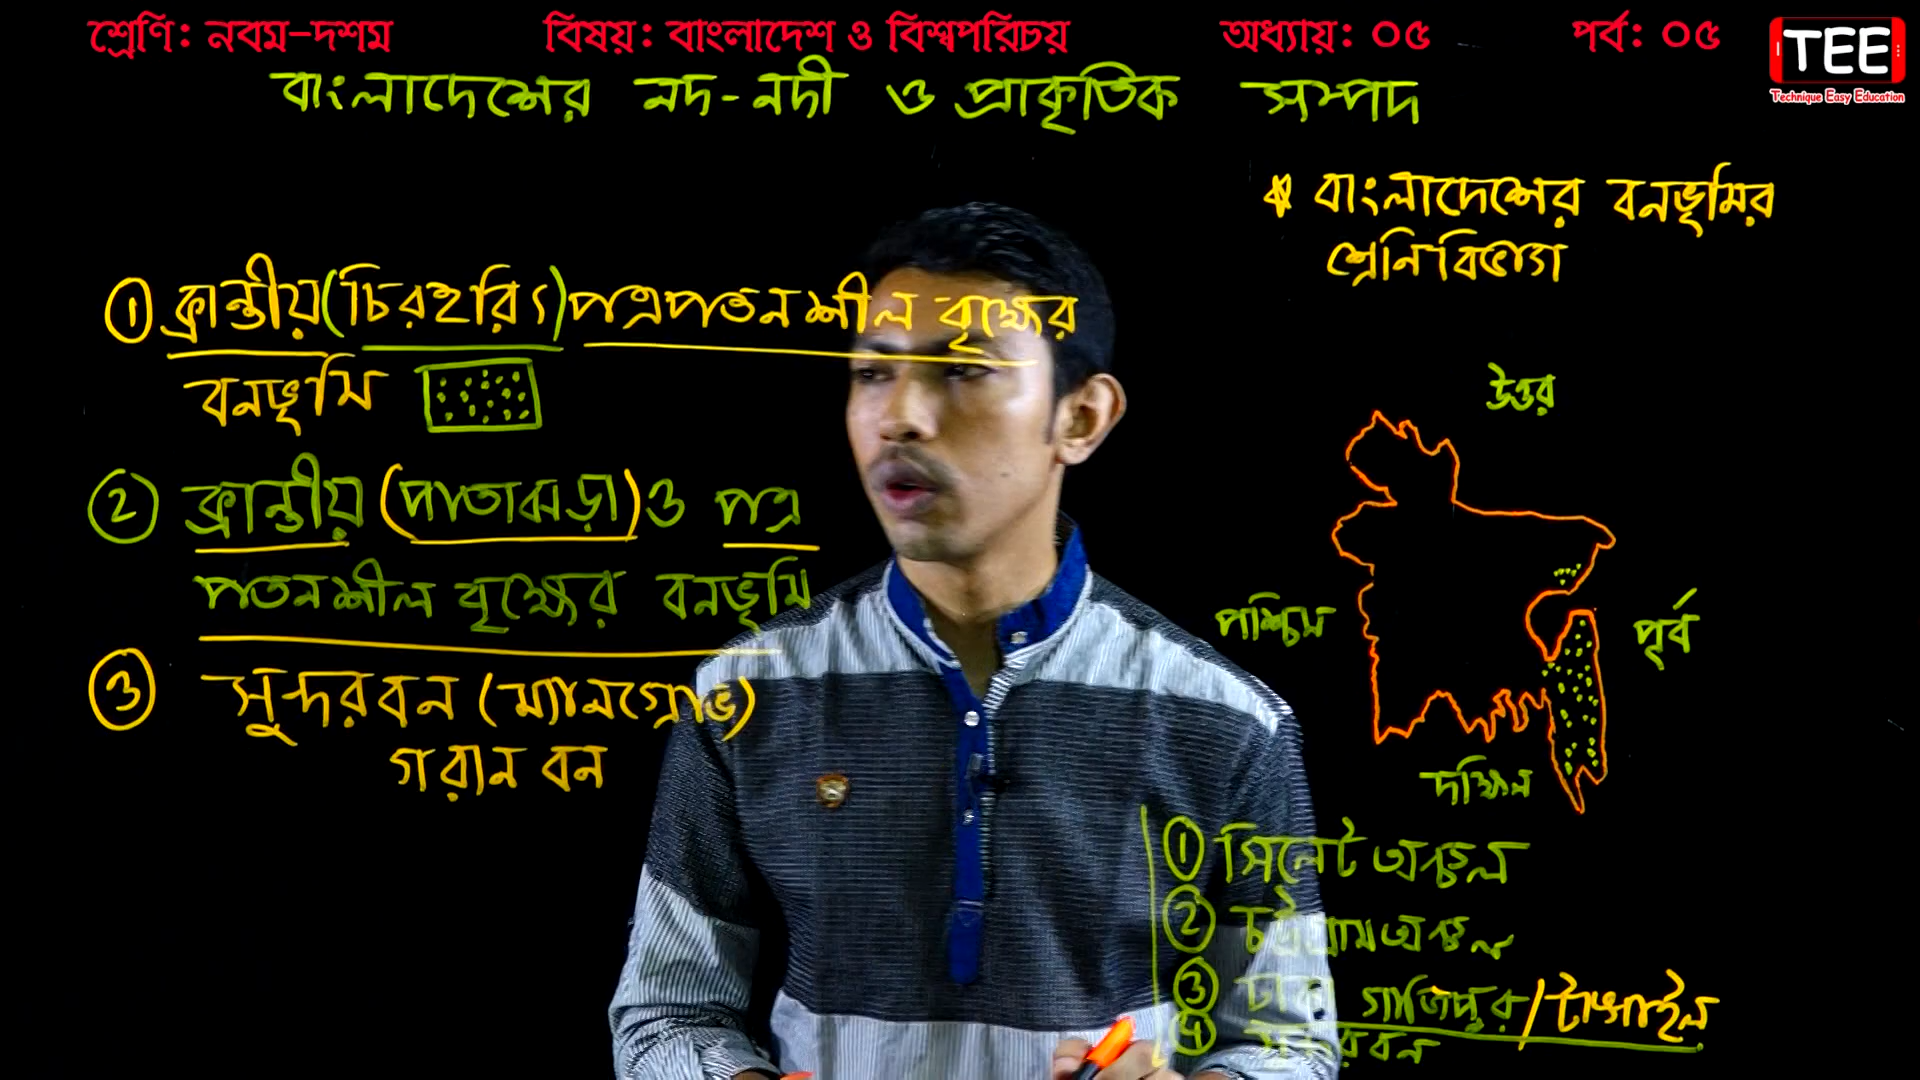 শ্রেণি: নবম-দশম বিষয়: বাংলাদেশ ও বিশ্বপরিচয় অধ্যায়: ০৫ পর্ব: ০৫
TEE
Technique Easy Education
বাংলাদেশের নদ-নদী ও প্রাকৃতিক সম্পদ
* বাংলাদেশের বনভূমির
শ্রেনিবিভাগ
① ক্রান্তীয় (চিরহরিৎ) পত্রপতনশীল বৃক্ষের
বনভূমি
② ক্রান্তীয় (পাতাঝড়া) ও পত্র
পতনশীল বৃক্ষের বনভূমি
③ সুন্দরবন (ম্যানগ্রোভ)
গরান বন
উত্তর
পশ্চিম
পূর্ব
দক্ষিন
① সিলেট অঞ্চল
② চট্টগ্রাম অঞ্চল
③ ঢাকা গাজিপুর / টাঙ্গাইল
④ সুন্দরবন